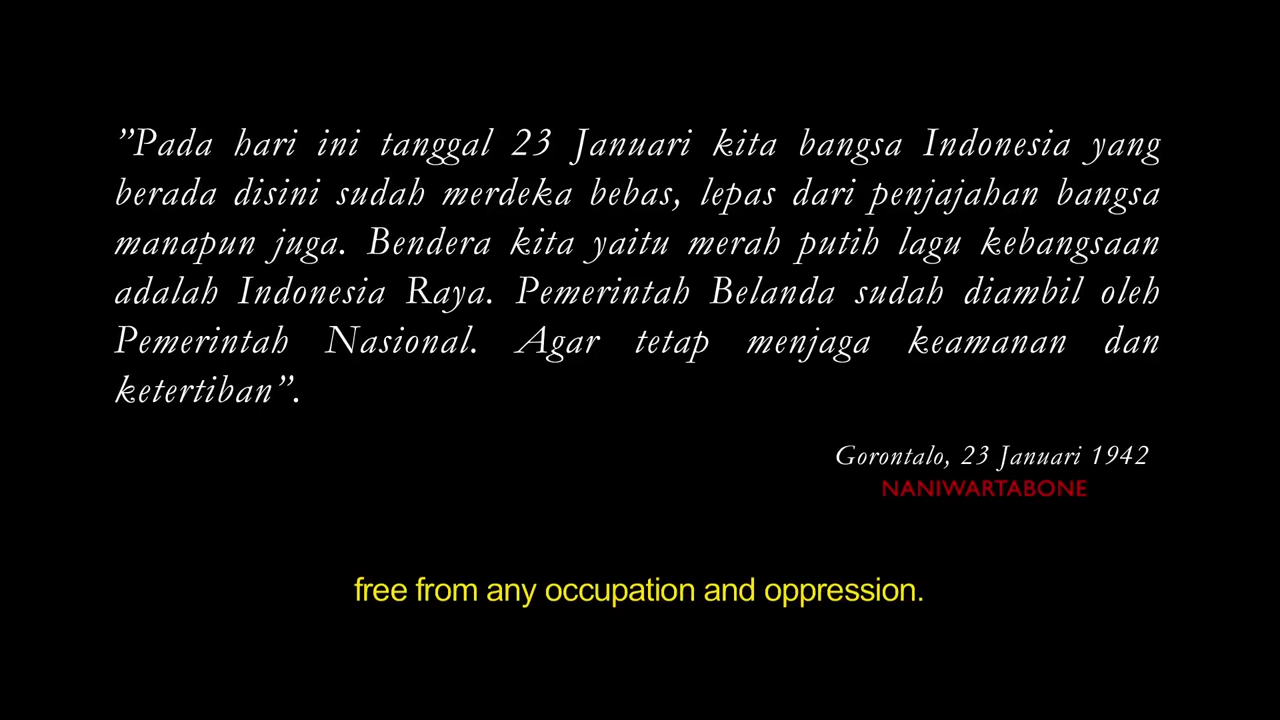 ”Pada hari ini tanggal 23 Januari kita bangsa Indonesia yang
berada disini sudah merdeka bebas, lepas dari penjajahan bangsa
manapun juga. Bendera kita yaitu merah putih lagu kebangsaan
adalah Indonesia Raya. Pemerintah Belanda sudah diambil oleh
Pemerintah Nasional. Agar tetap menjaga keamanan dan
ketertiban”.
Gorontalo, 23 Januari 1942
NANIWARTABONE
free from any occupation and oppression.